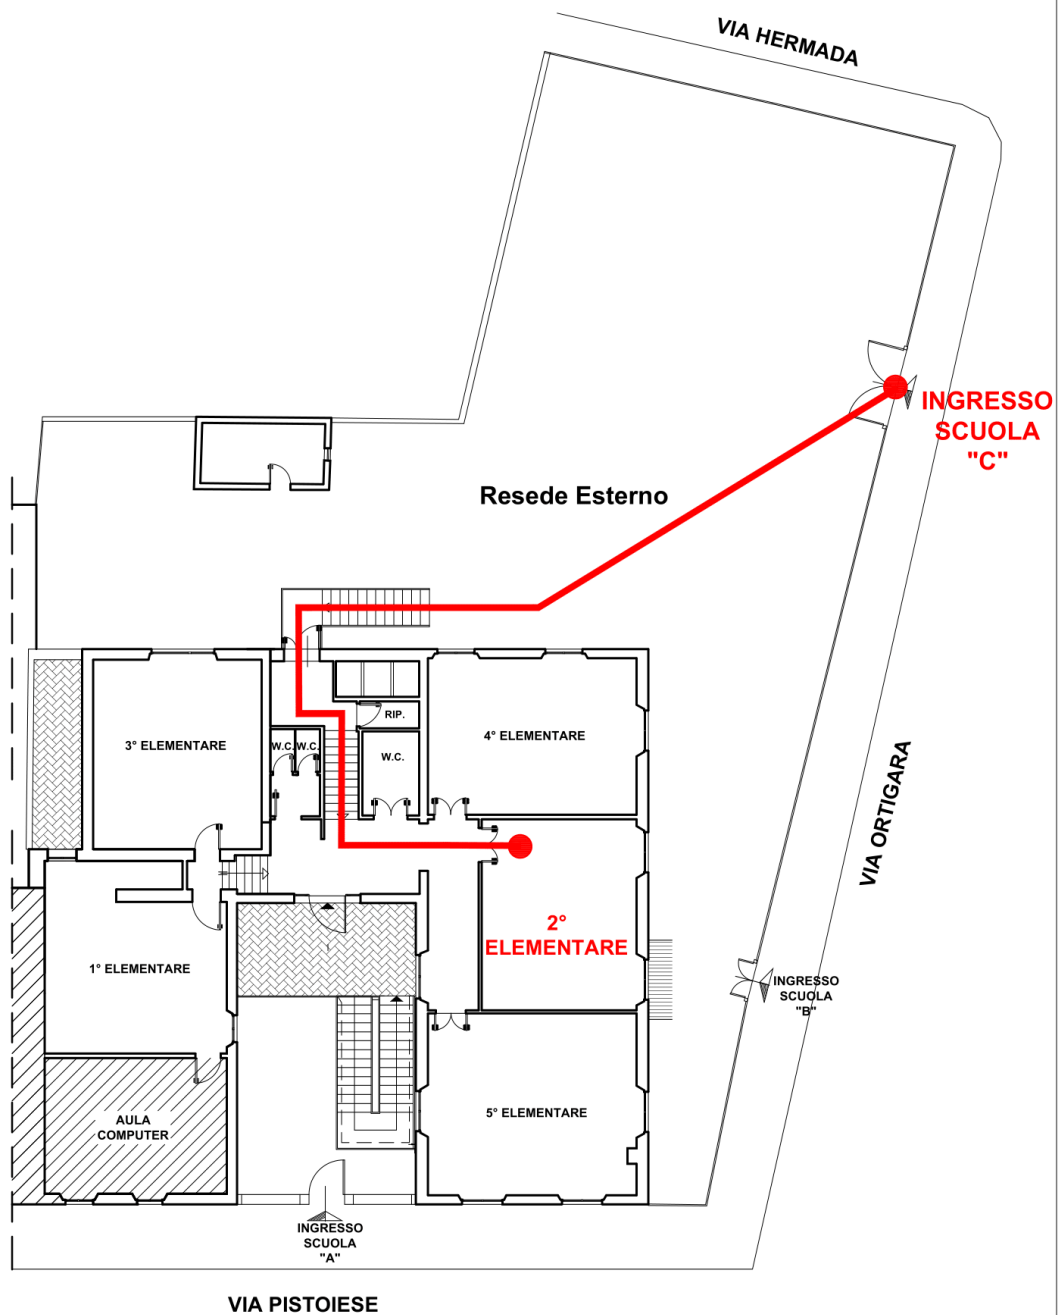 VIA HERMADA
INGRESSO
SCUOLA
"C"
Resede Esterno
RIP.
3° ELEMENTARE
W.C.
W.C.
W.C.
4° ELEMENTARE
VIA ORTIGARA
2°
ELEMENTARE
1° ELEMENTARE
INGRESSO
SCUOLA
"B"
AULA
COMPUTER
5° ELEMENTARE
INGRESSO
SCUOLA
"A"
VIA PISTOIESE